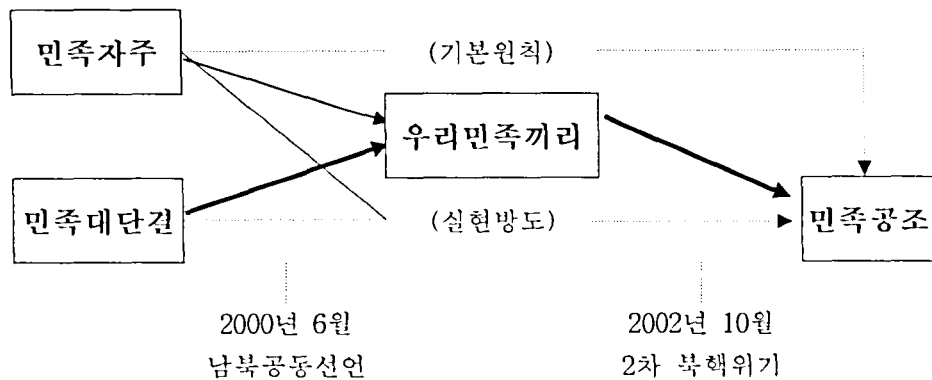 민족자주
(기본원칙)
우리민족끼리
민족대단결
(실현방도)
민족공조
2000년 6월
남북공동선언
2002년 10월
2차 북핵위기